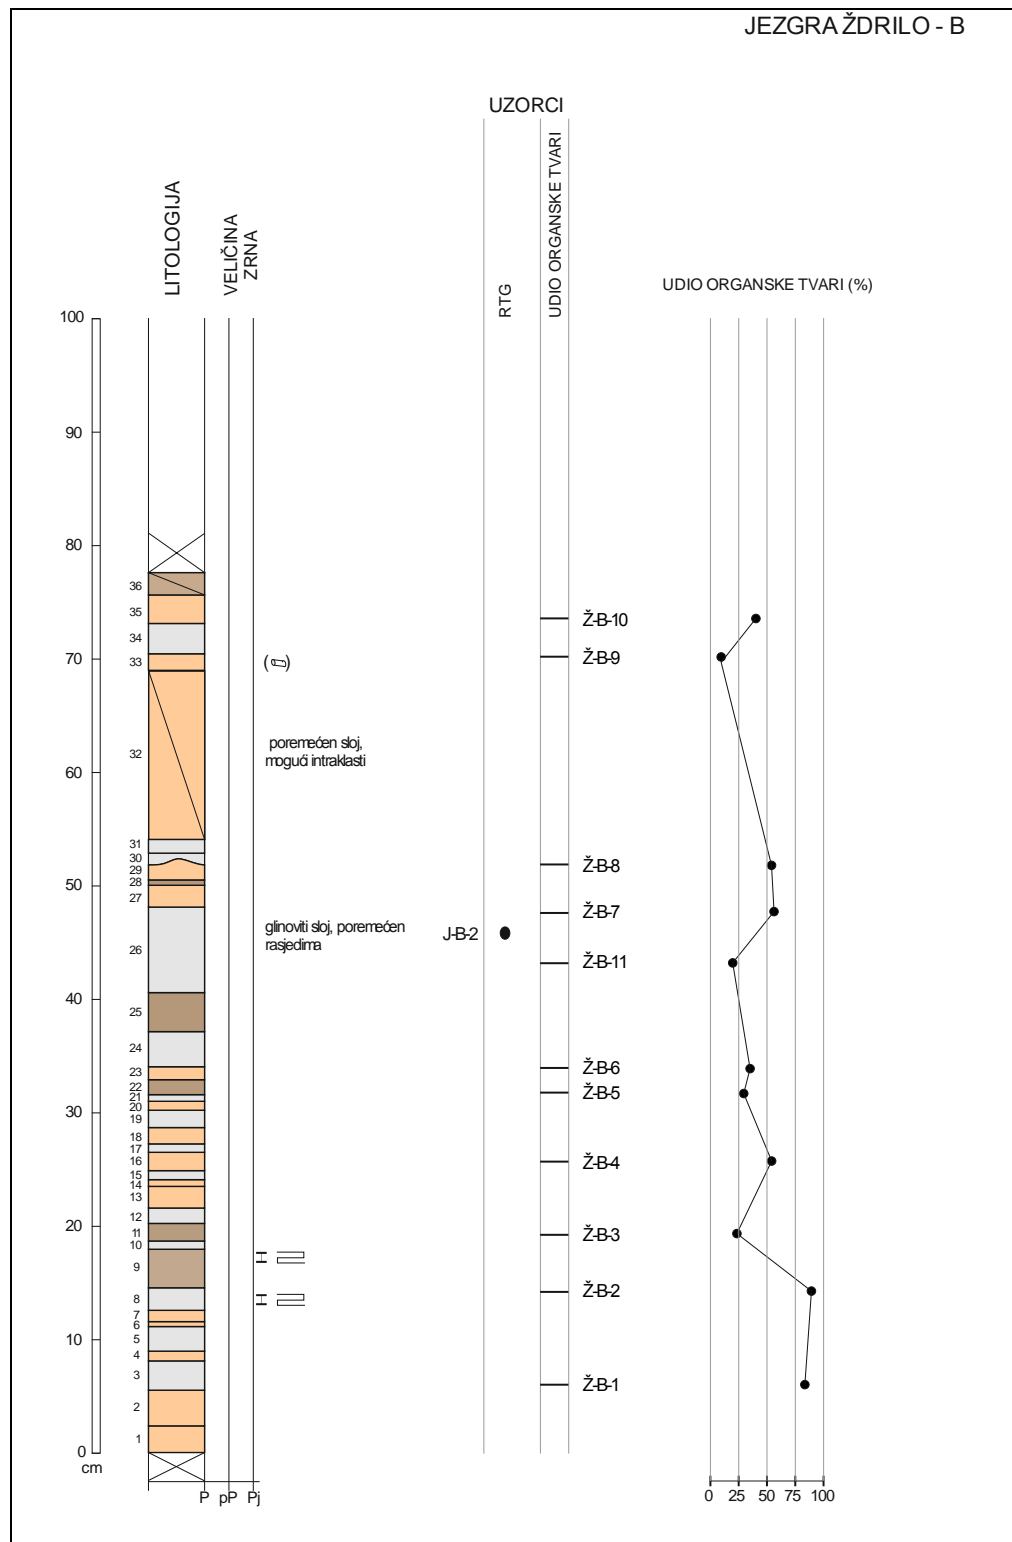 JEZGRA ŽDRILO - B
UZORCI
LITOLOGIJA
VELIČINA
ZRNA
RTG
UDIO ORGANSKE TVARI
UDIO ORGANSKE TVARI (%)
100
90
80
36
35
Ž-B-10
34
70
33
( )
Ž-B-9
32
poremećen sloj,
mogući intraklasti
60
31
30
29
Ž-B-8
28
50
27
Ž-B-7
26
glinoviti sloj, poremećen
rasjedima
J-B-2
Ž-B-11
40
25
24
23
Ž-B-6
22
Ž-B-5
21
20
30
19
18
17
16
Ž-B-4
15
14
13
12
20
11
Ž-B-3
10
9
8
Ž-B-2
7
6
5
10
4
3
Ž-B-1
2
1
0
cm
P pP Pj
0 25 50 75 100